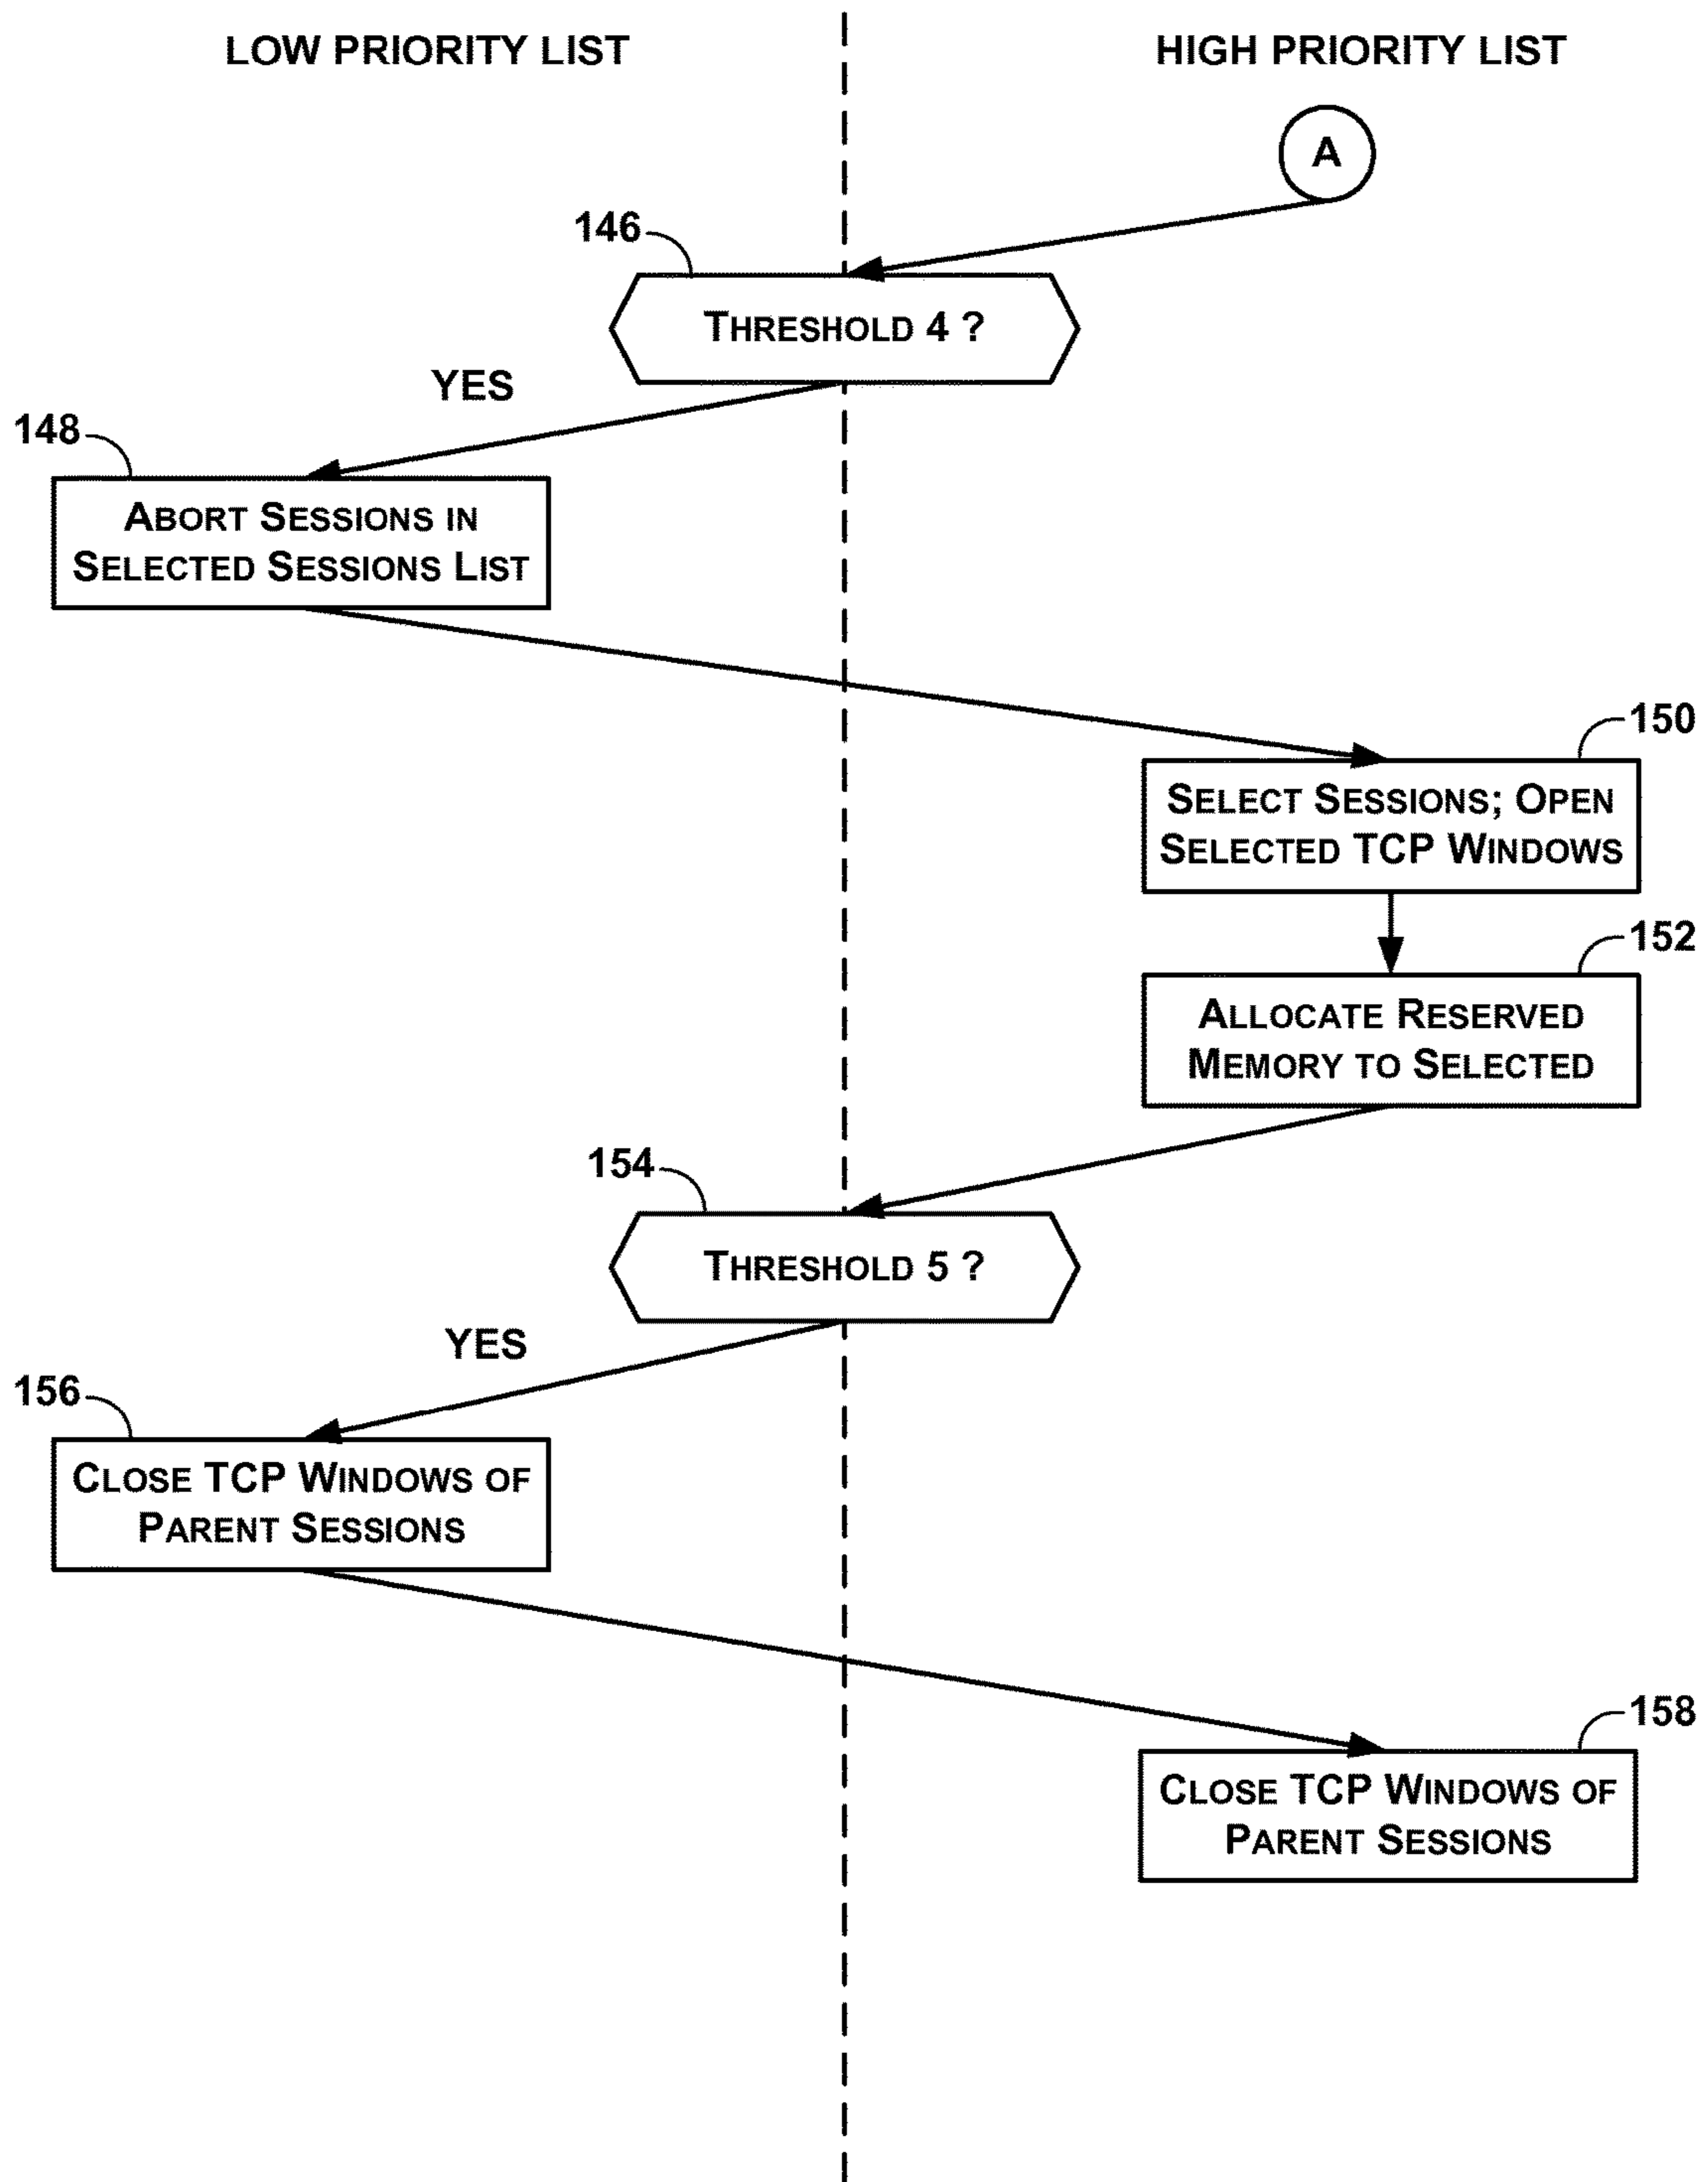 LOW PRIORITY LIST
HIGH PRIORITY LIST
A
146
THRESHOLD 4 ?
YES
148
ABORT SESSIONS IN
SELECTED SESSIONS LIST
150
SELECT SESSIONS; OPEN
SELECTED TCP WINDOWS
152
ALLOCATE RESERVED
MEMORY TO SELECTED
154
THRESHOLD 5 ?
YES
156
CLOSE TCP WINDOWS OF
PARENT SESSIONS
158
CLOSE TCP WINDOWS OF
PARENT SESSIONS